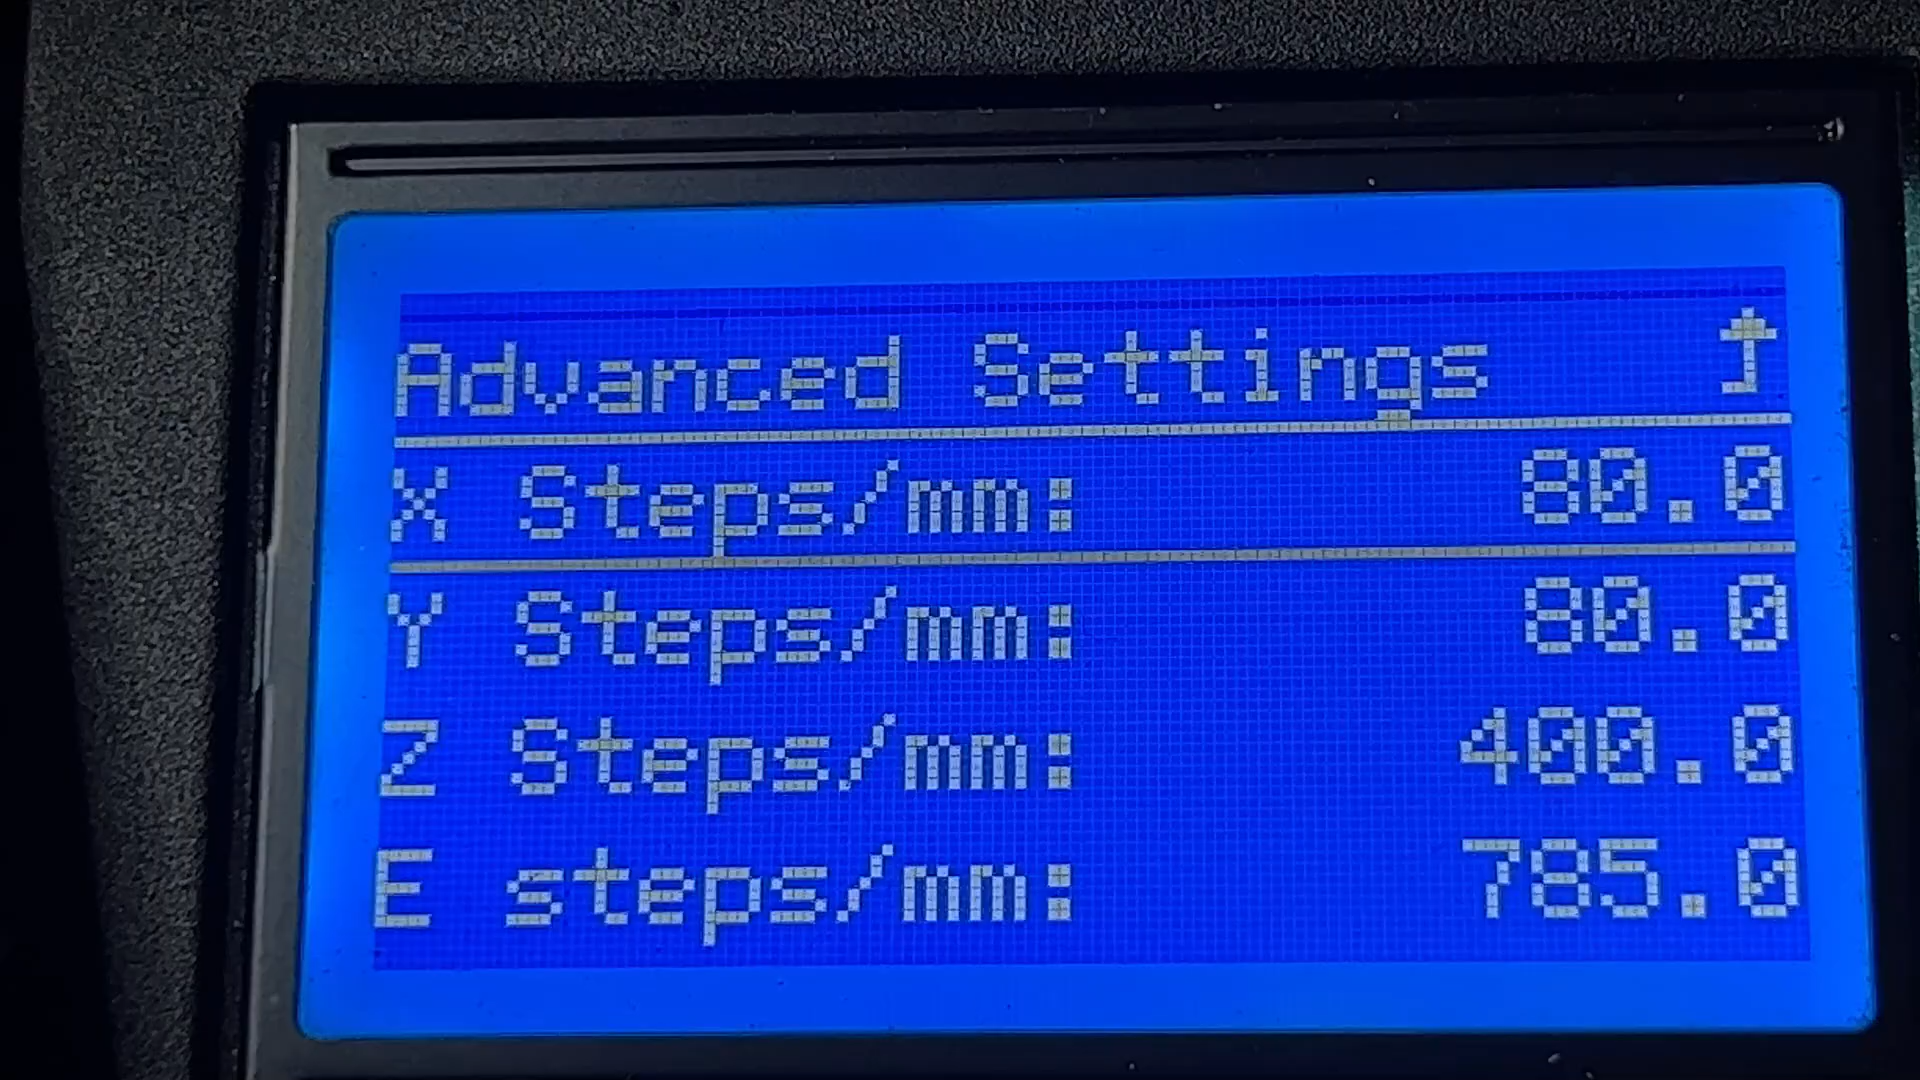 Advanced Settings
X Steps/mm: 80.0
Y Steps/mm: 80.0
Z Steps/mm: 400.0
E steps/mm: 785.0